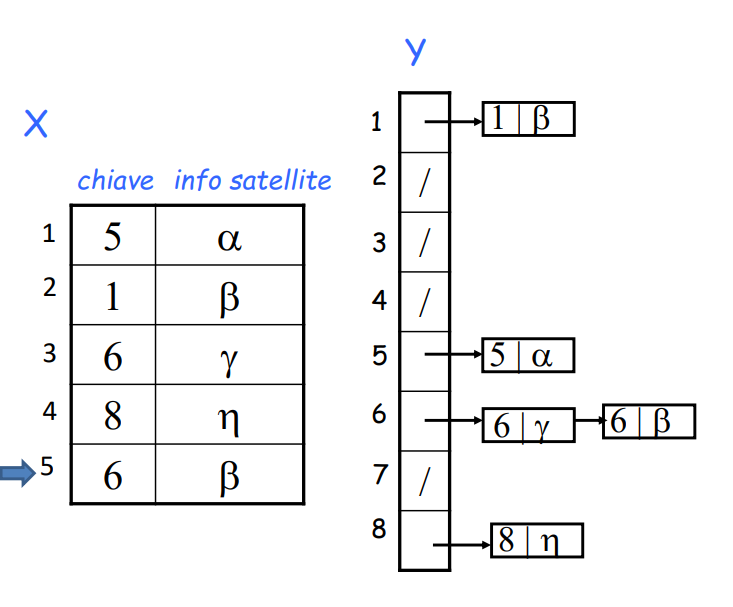 X
chiave info satellite
1 5 α
2 1 β
3 6 γ
4 8 η
5 6 β
y
1 1 | β
2 /
3 /
4 /
5 5 | α
6 6 | γ 6 | β
7 /
8 8 | η